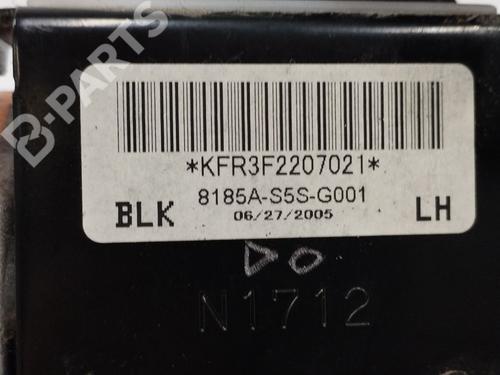 B-PARTS
*KFR3F2207021*
8185A-S5S-G001
BLK
06/27/2005
LH
DO
N1712